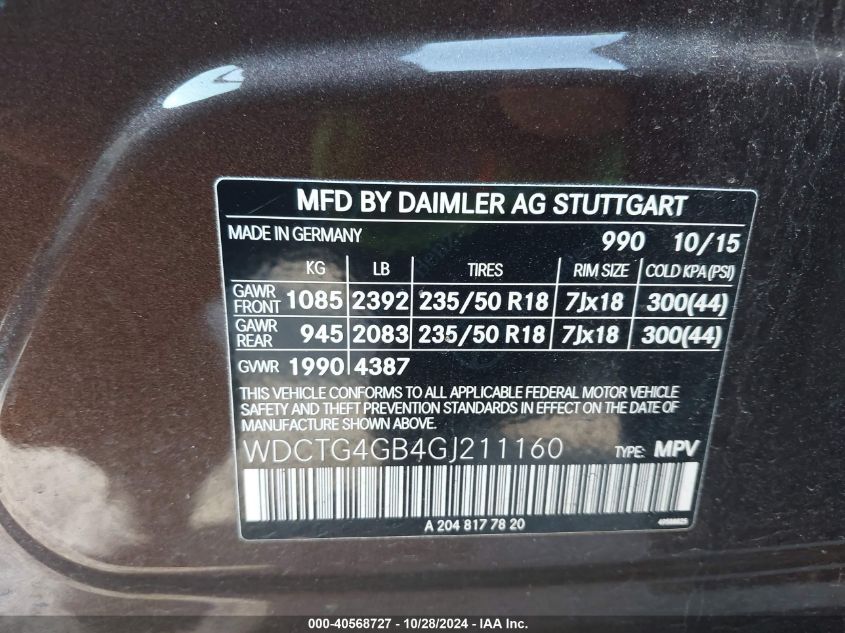 MFD BY DAIMLER AG STUTTGART
MADE IN GERMANY 990 10/15
KG LB TIRES RIM SIZE COLD KPA (PSI)
GAWR FRONT 1085 2392 235/50 R18 7Jx18 300(44)
GAWR REAR 945 2083 235/50 R18 7Jx18 300(44)
GVWR 1990 4387
THIS VEHICLE CONFORMS TO ALL APPLICABLE FEDERAL MOTOR VEHICLE
SAFETY AND THEFT PREVENTION STANDARDS IN EFFECT ON THE DATE OF
MANUFACTURE SHOWN ABOVE.
WDCTG4GB4GJ211160 TYPE: MPV
A 204 817 78 20
000-40568727 - 10/28/2024 - IAA Inc.